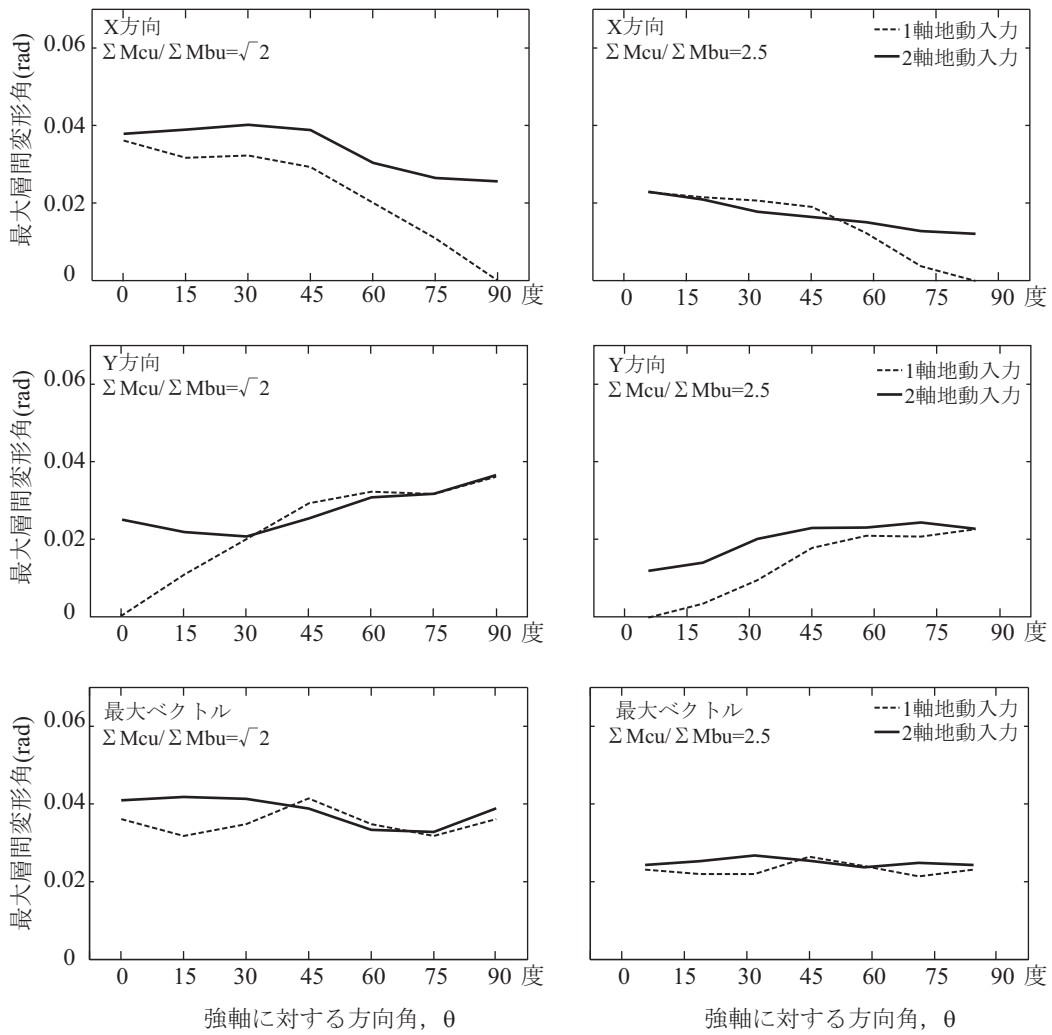 X方向
ΣMcu/ΣMbu=√2
0.06
0.04
0.02
0
最大層間変形角(rad)
0 15 30 45 60 75 90 度
X方向
ΣMcu/ΣMbu=2.5
1軸地動入力
2軸地動入力
0 15 30 45 60 75 90 度
Y方向
ΣMcu/ΣMbu=√2
0.06
0.04
0.02
0
最大層間変形角(rad)
0 15 30 45 60 75 90 度
Y方向
ΣMcu/ΣMbu=2.5
1軸地動入力
2軸地動入力
0 15 30 45 60 75 90 度
最大ベクトル
ΣMcu/ΣMbu=√2
0.06
0.04
0.02
0
最大層間変形角(rad)
0 15 30 45 60 75 90 度
強軸に対する方向角，θ
最大ベクトル
ΣMcu/ΣMbu=2.5
1軸地動入力
2軸地動入力
0 15 30 45 60 75 90 度
強軸に対する方向角，θ